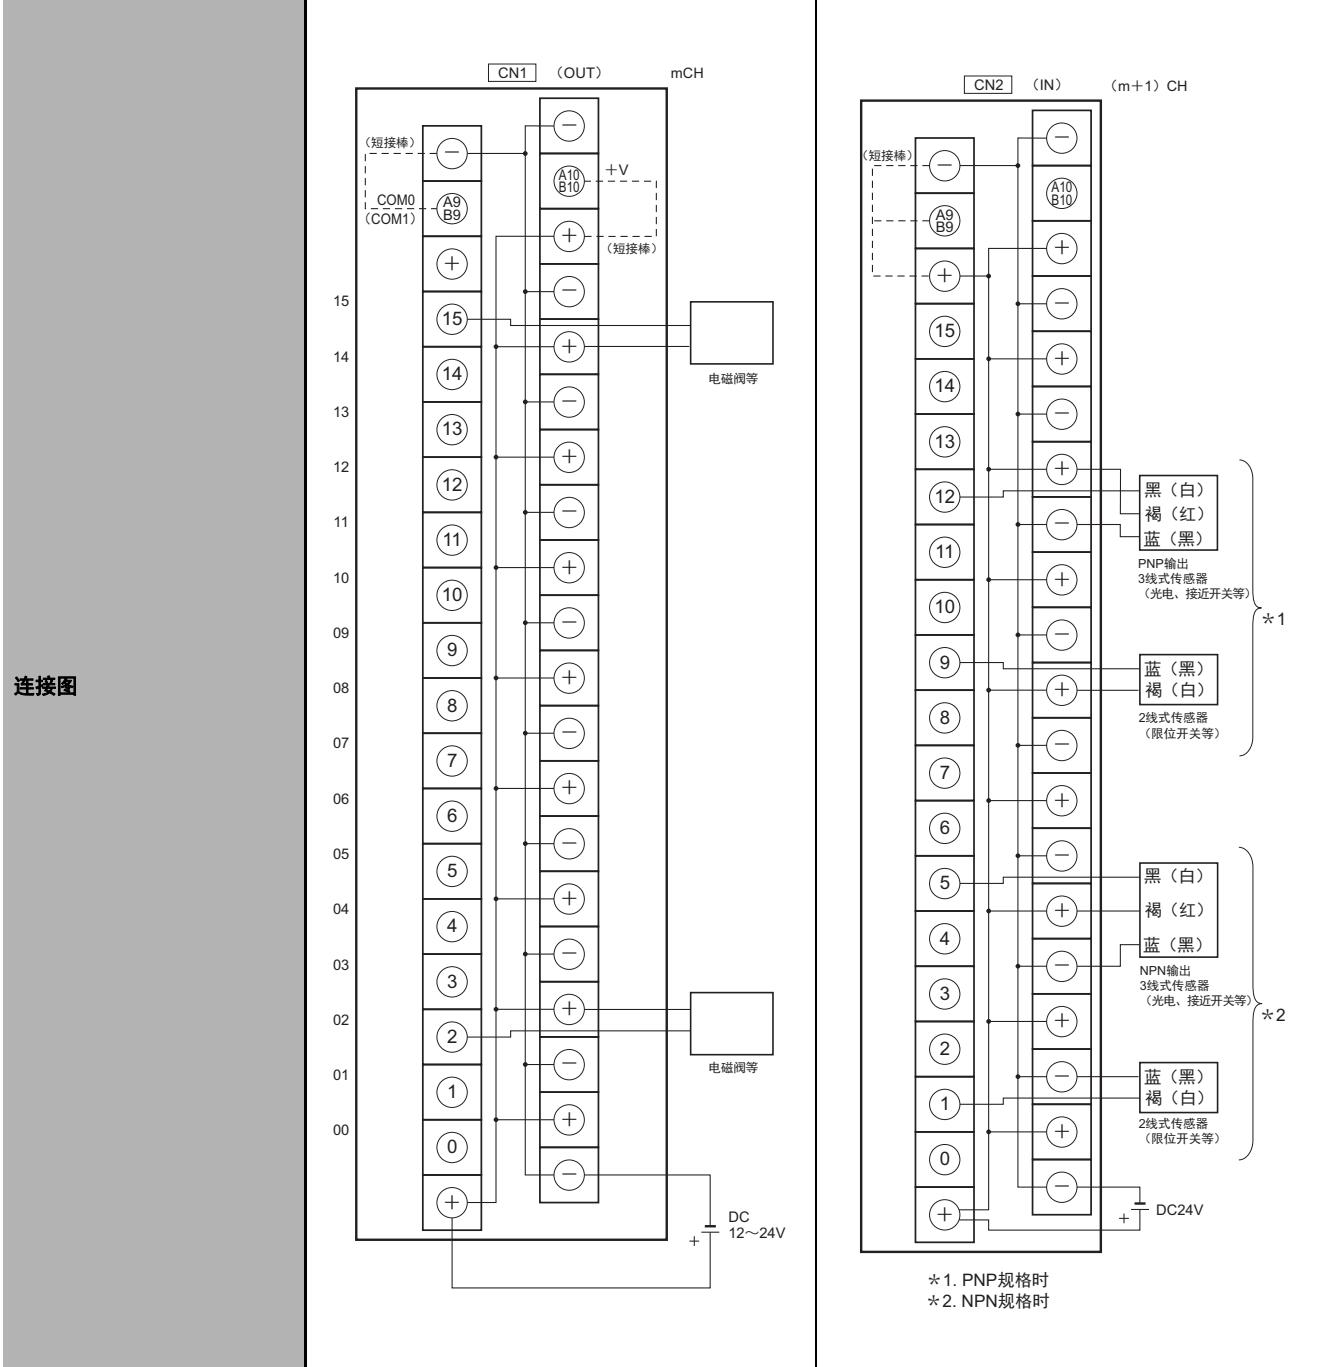 连接图
CN1 （OUT） mCH
（短接棒）
−
−
A10
B10
＋V
COM0
(COM1)
A9
B9
+
（短接棒）
+
−
15
15
+
电磁阀等
14
14
−
13
13
+
12
12
−
11
11
+
10
10
−
09
9
+
08
8
−
07
7
+
06
6
−
05
5
+
04
4
−
03
3
+
02
2
电磁阀等
−
01
1
+
00
0
−
+
DC
12～24V
+
CN2 （IN） （m＋1）CH
（短接棒）
−
−
A10
B10
A9
B9
+
+
−
15
+
14
−
13
+
12
−
11
+
10
−
9
+
8
−
7
+
6
−
5
+
4
−
3
+
2
−
1
+
0
−
+
黑（白）
褐（红）
蓝（黑）
PNP输出
3线式传感器
（光电、接近开关等）
＊1
蓝（黑）
褐（白）
2线式传感器
（限位开关等）
黑（白）
褐（红）
蓝（黑）
NPN输出
3线式传感器
（光电、接近开关等）
＊2
蓝（黑）
褐（白）
2线式传感器
（限位开关等）
+
DC24V
＊1. PNP规格时
＊2. NPN规格时